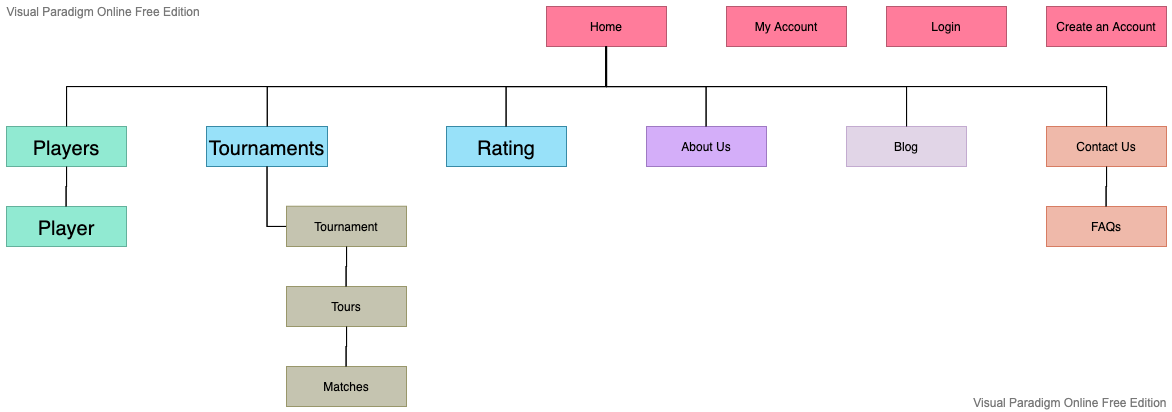 Visual Paradigm Online Free Edition
Home
My Account
Login
Create an Account
Players
Tournaments
Rating
About Us
Blog
Contact Us
Player
Tournament
FAQs
Tours
Matches
Visual Paradigm Online Free Edition